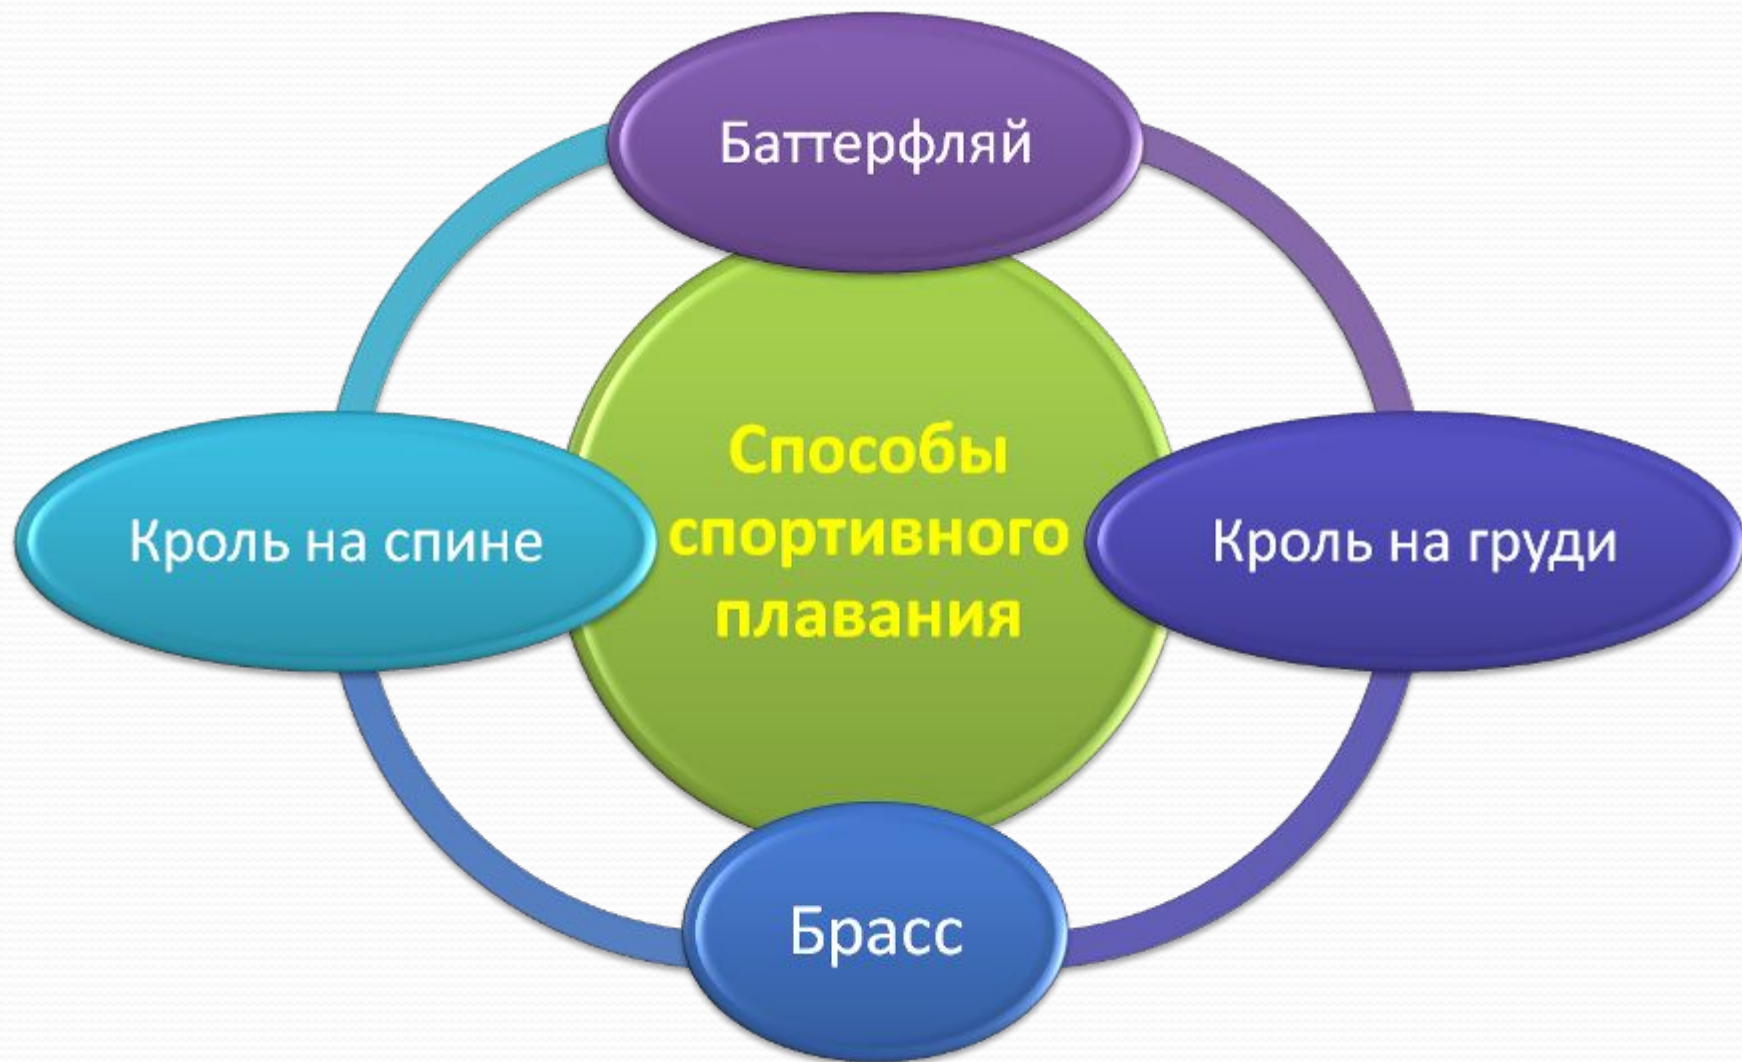 Баттерфляй
Способы
спортивного
плавания
Кроль на спине
Кроль на груди
Брасс